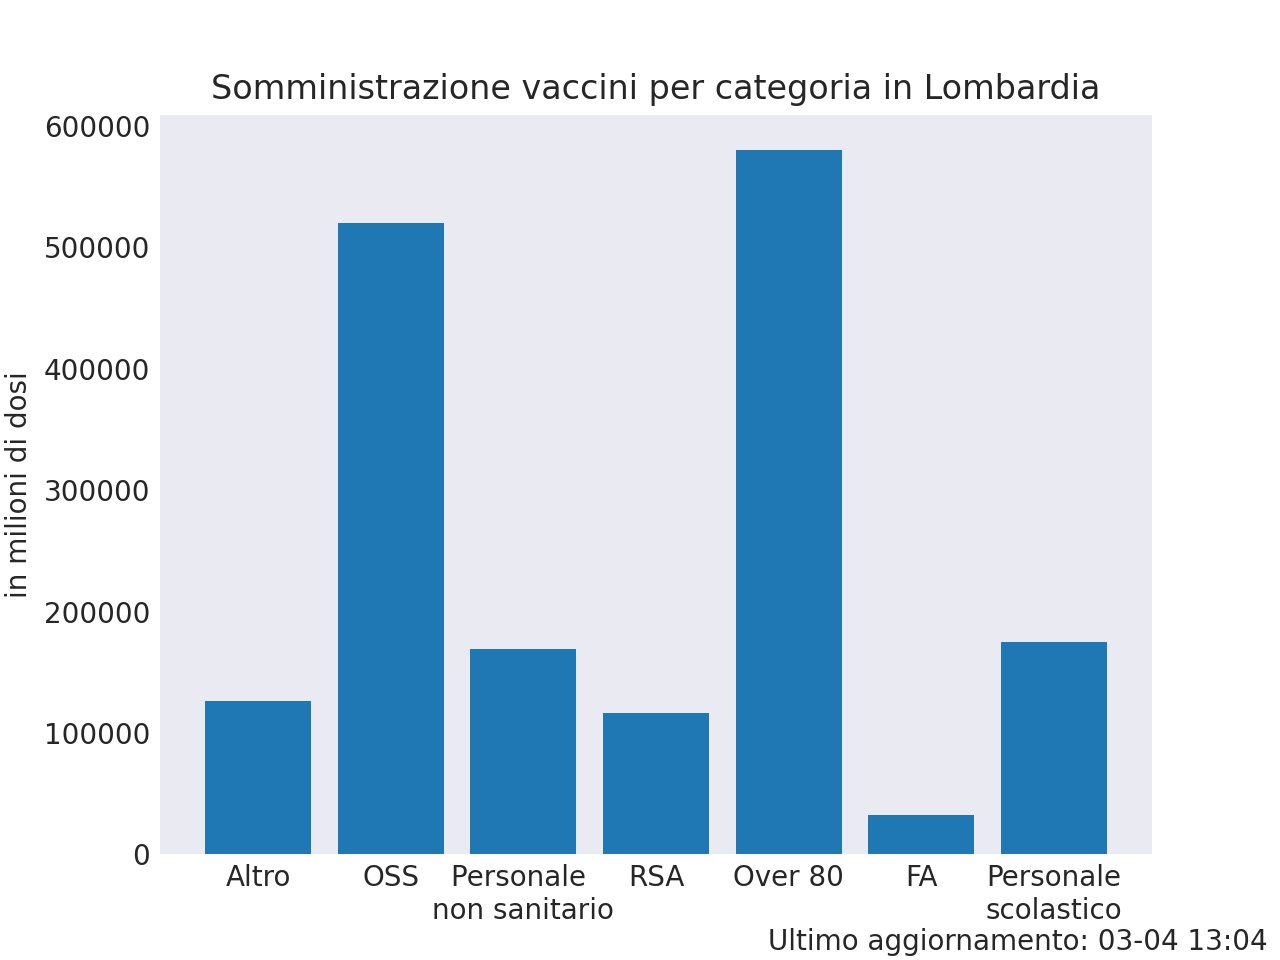 Somministrazione vaccini per categoria in Lombardia
in milioni di dosi
600000
500000
400000
300000
200000
100000
0
Altro
OSS
Personale
non sanitario
RSA
Over 80
FA
Personale
scolastico
Ultimo aggiornamento: 03-04 13:04